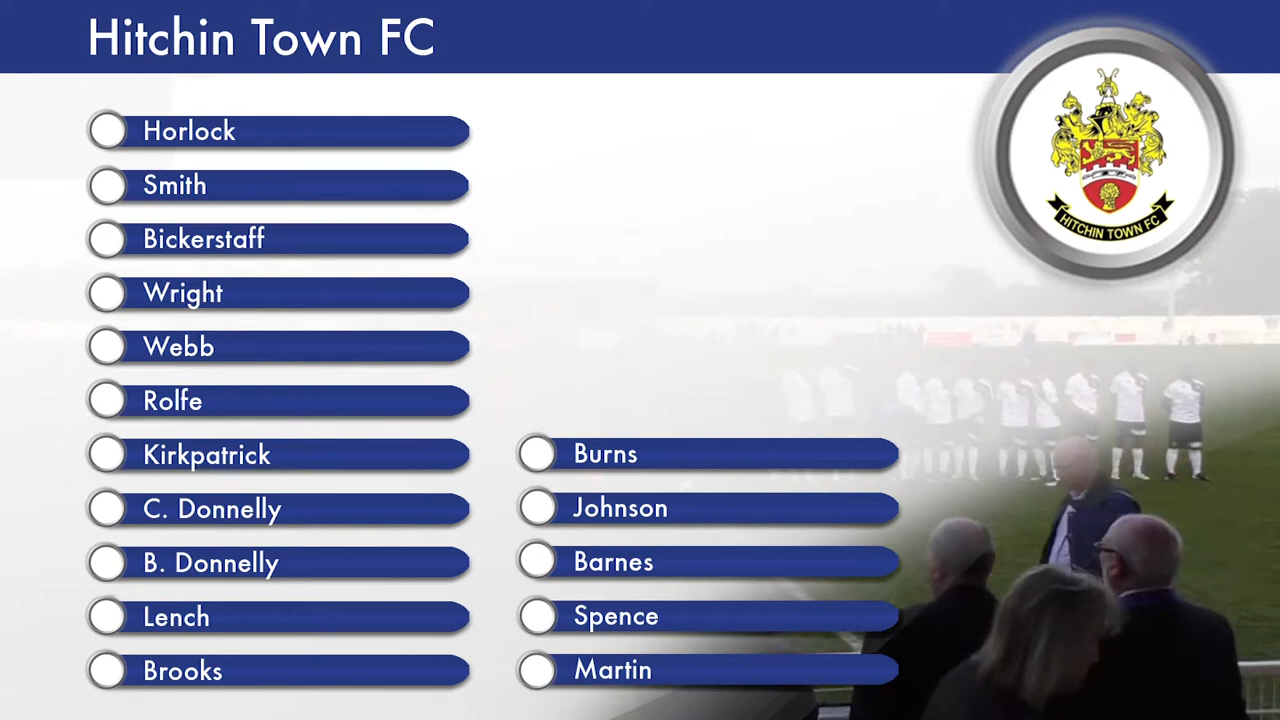 Hitchin Town FC
HITCHIN TOWN FC
Horlock
Smith
Bickerstaff
Wright
Webb
Rolfe
Kirkpatrick
C. Donnelly
B. Donnelly
Lench
Brooks
Burns
Johnson
Barnes
Spence
Martin